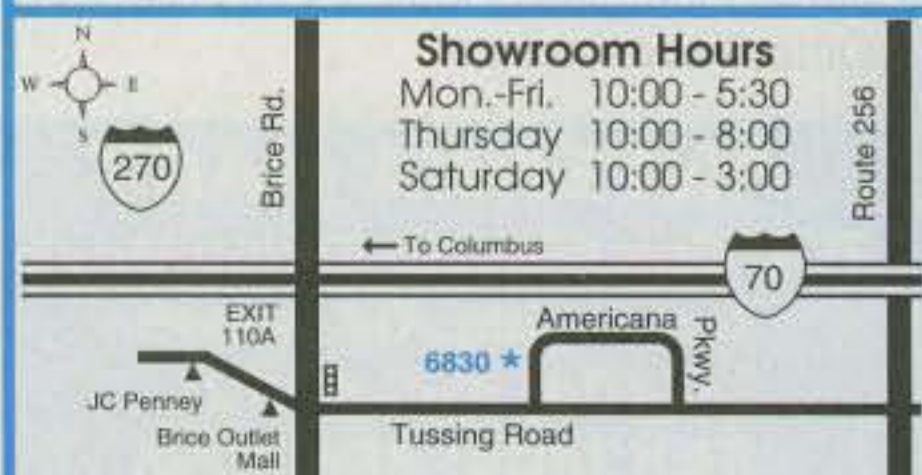 N
W E
S
270
Brice Rd.
Showroom Hours
Mon.-Fri. 10:00 - 5:30
Thursday 10:00 - 8:00
Saturday 10:00 - 3:00
Route 256
← To Columbus
70
EXIT
110A
Americana Pkwy.
6830 *
JC Penney
Brice Outlet
Mall
Tussing Road